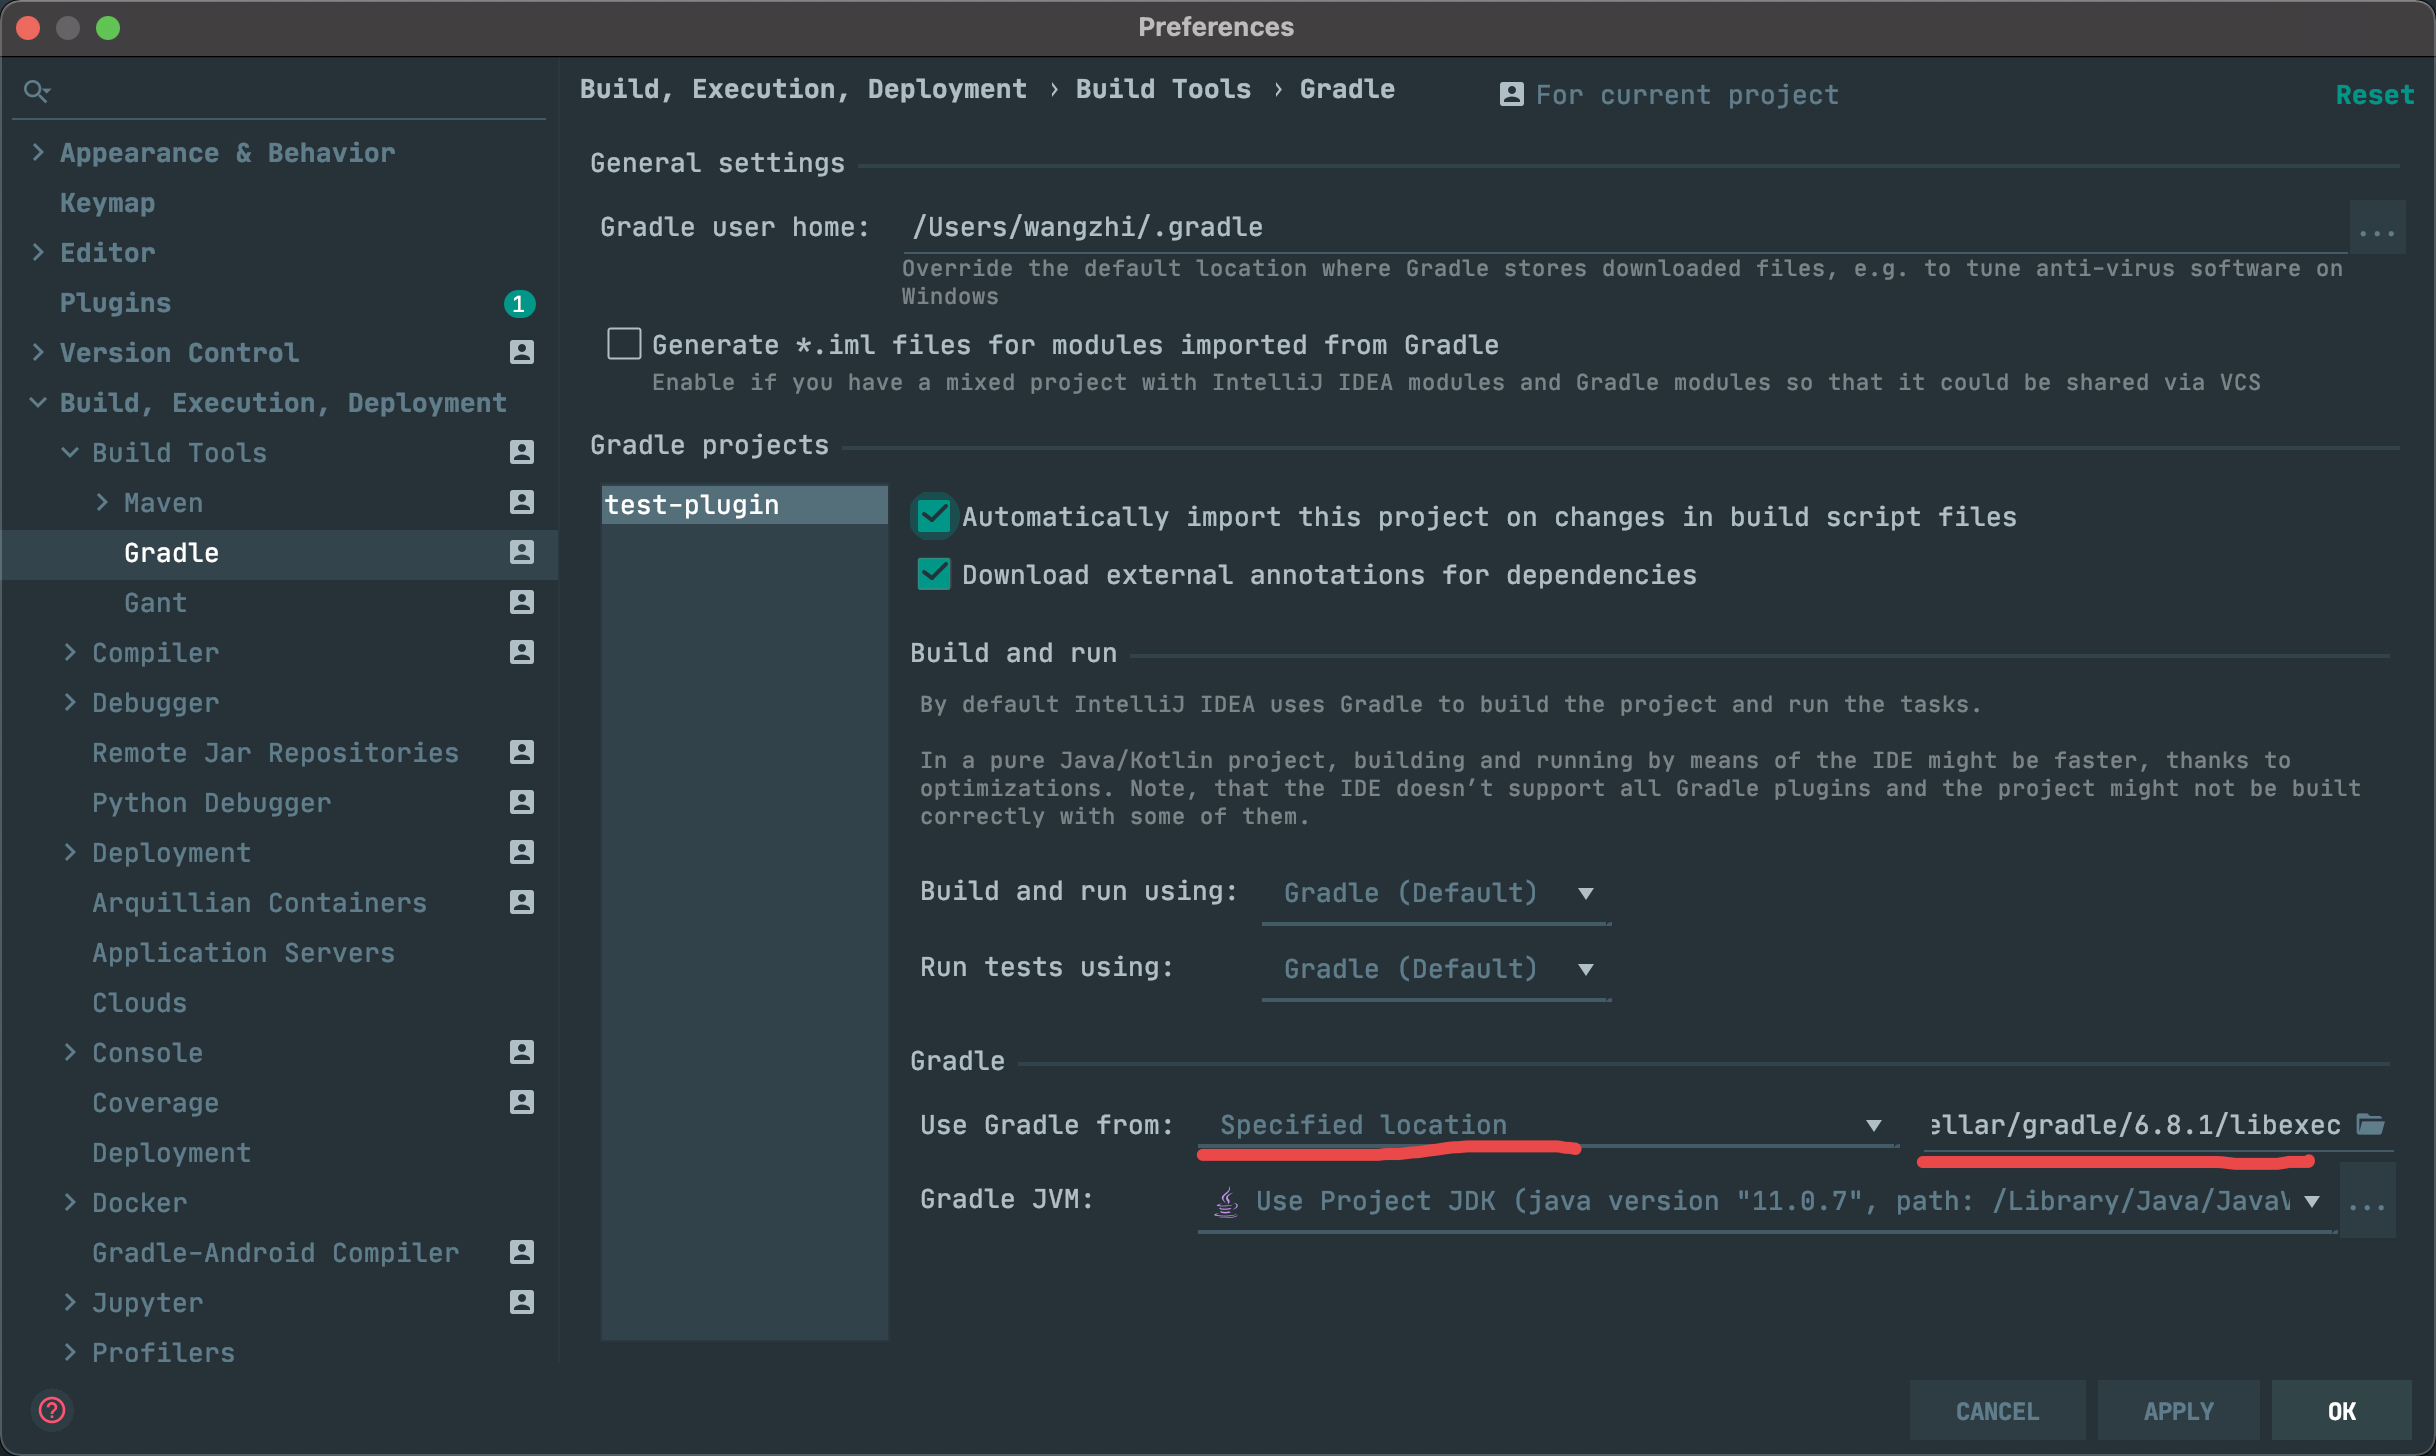 Preferences
Build, Execution, Deployment › Build Tools › Gradle
For current project
Reset
Appearance & Behavior
Keymap
Editor
Plugins
1
Version Control
Build, Execution, Deployment
Build Tools
Maven
Gradle
Gant
Compiler
Debugger
Remote Jar Repositories
Python Debugger
Deployment
Arquillian Containers
Application Servers
Clouds
Console
Coverage
Deployment
Docker
Gradle-Android Compiler
Jupyter
Profilers
?
General settings
Gradle user home: /Users/wangzhi/.gradle
...
Override the default location where Gradle stores downloaded files, e.g. to tune anti-virus software on
Windows
Generate *.iml files for modules imported from Gradle
Enable if you have a mixed project with IntelliJ IDEA modules and Gradle modules so that it could be shared via VCS
Gradle projects
test-plugin
Automatically import this project on changes in build script files
Download external annotations for dependencies
Build and run
By default IntelliJ IDEA uses Gradle to build the project and run the tasks.
In a pure Java/Kotlin project, building and running by means of the IDE might be faster, thanks to
optimizations. Note, that the IDE doesn't support all Gradle plugins and the project might not be built
correctly with some of them.
Build and run using: Gradle (Default)
Run tests using: Gradle (Default)
Gradle
Use Gradle from: Specified location ellar/gradle/6.8.1/libexec
Gradle JVM: Use Project JDK (java version "11.0.7", path: /Library/Java/JavaV
...
CANCEL
APPLY
OK